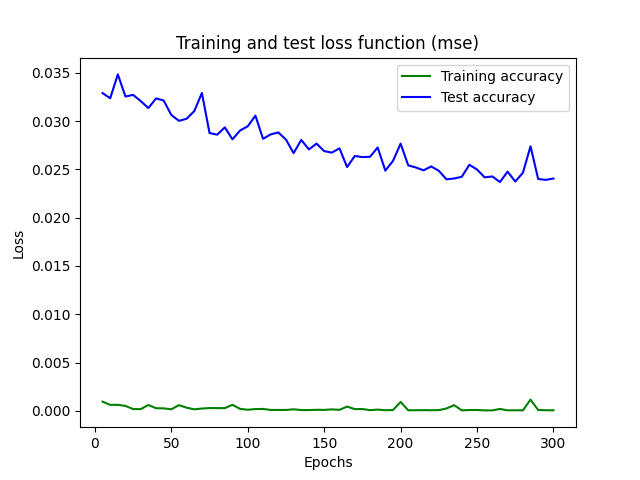 Training and test loss function (mse)
Training accuracy
Test accuracy
0.035
0.030
0.025
0.020
0.015
0.010
0.005
0.000
Loss
0 50 100 150 200 250 300
Epochs